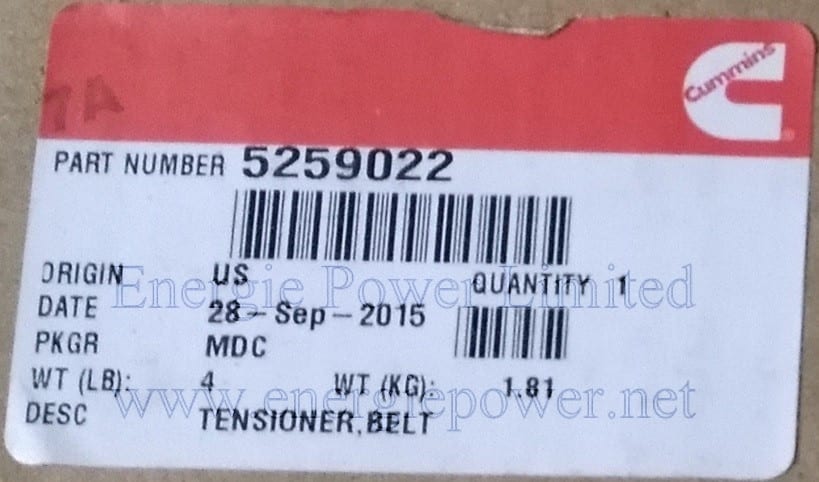 Cummins
PART NUMBER 5259022
ORIGIN US QUANTITY 1
Energie Power Limited
DATE 28-Sep-2015
PKGR MDC
WT (LB): 4 WT (KG): 1.81
www.energiepower.net
DESC TENSIONER,BELT